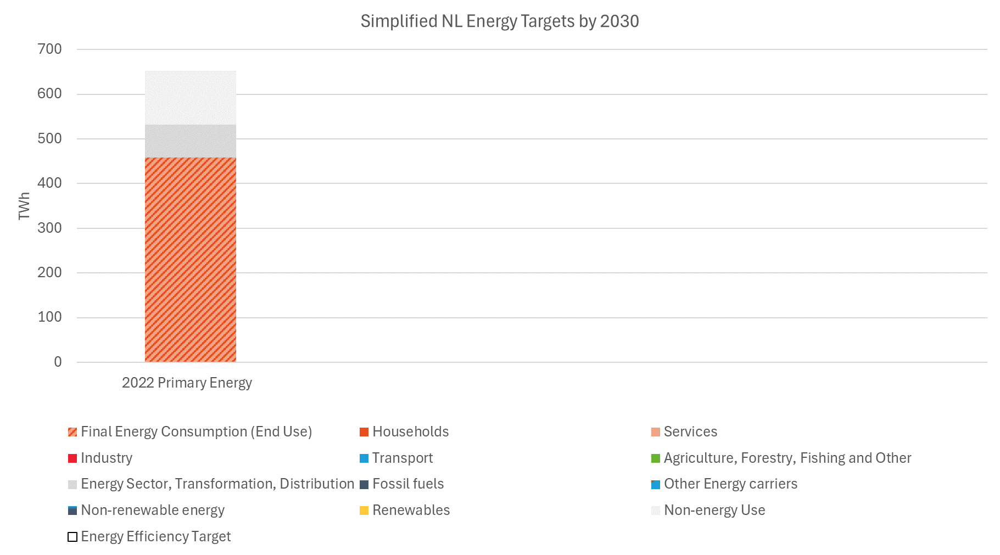 Simplified NL Energy Targets by 2030
700
600
500
400
300
200
100
0
TWh
2022 Primary Energy
Final Energy Consumption (End Use)
Households
Services
Industry
Transport
Agriculture, Forestry, Fishing and Other
Energy Sector, Transformation, Distribution
Fossil fuels
Other Energy carriers
Non-renewable energy
Renewables
Non-energy Use
Energy Efficiency Target